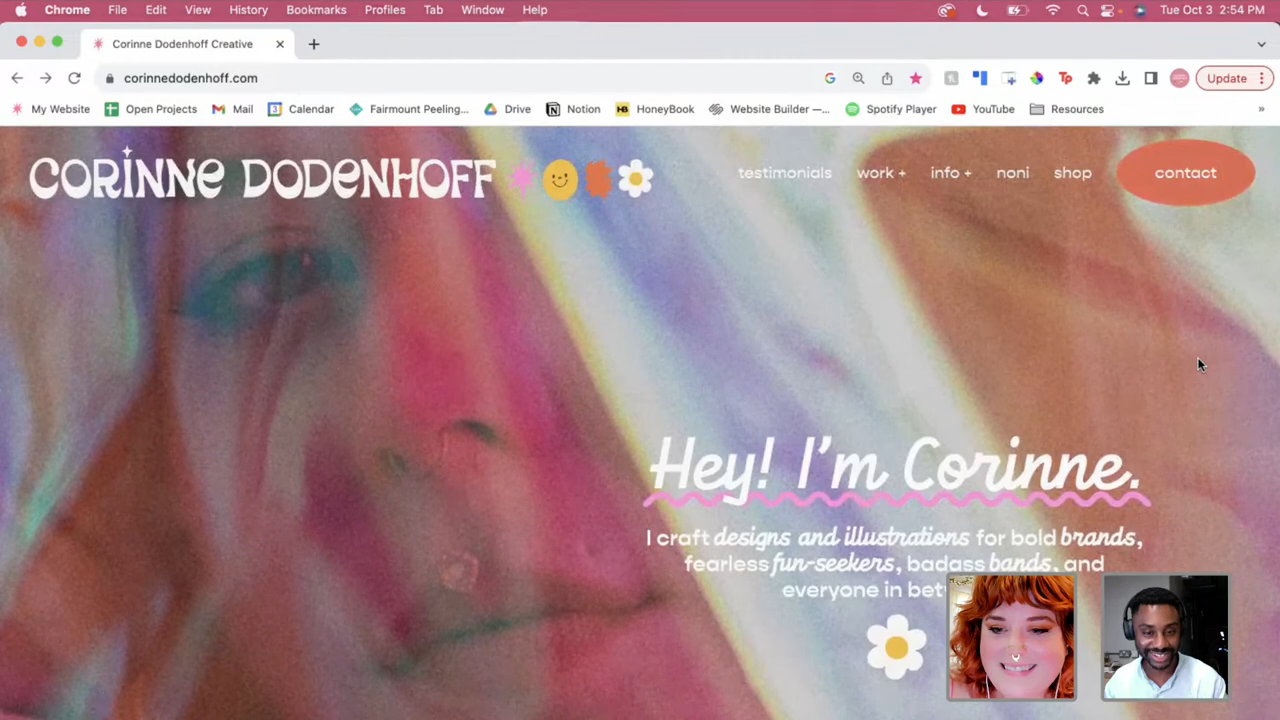 Chrome File Edit View History Bookmarks Profiles Tab Window Help Tue Oct 3 2:54 PM
Corinne Dodenhoff Creative
corinnedodenhoff.com Update
My Website Open Projects Mail Calendar Fairmount Peeling... Drive Notion HoneyBook Website Builder —... Spotify Player YouTube Resources »
CORINNE DODENHOFF testimonials work + info + noni shop contact
Hey! I'm Corinne.
I craft designs and illustrations for bold brands,
fearless fun-seekers, badass bands, and
everyone in bet